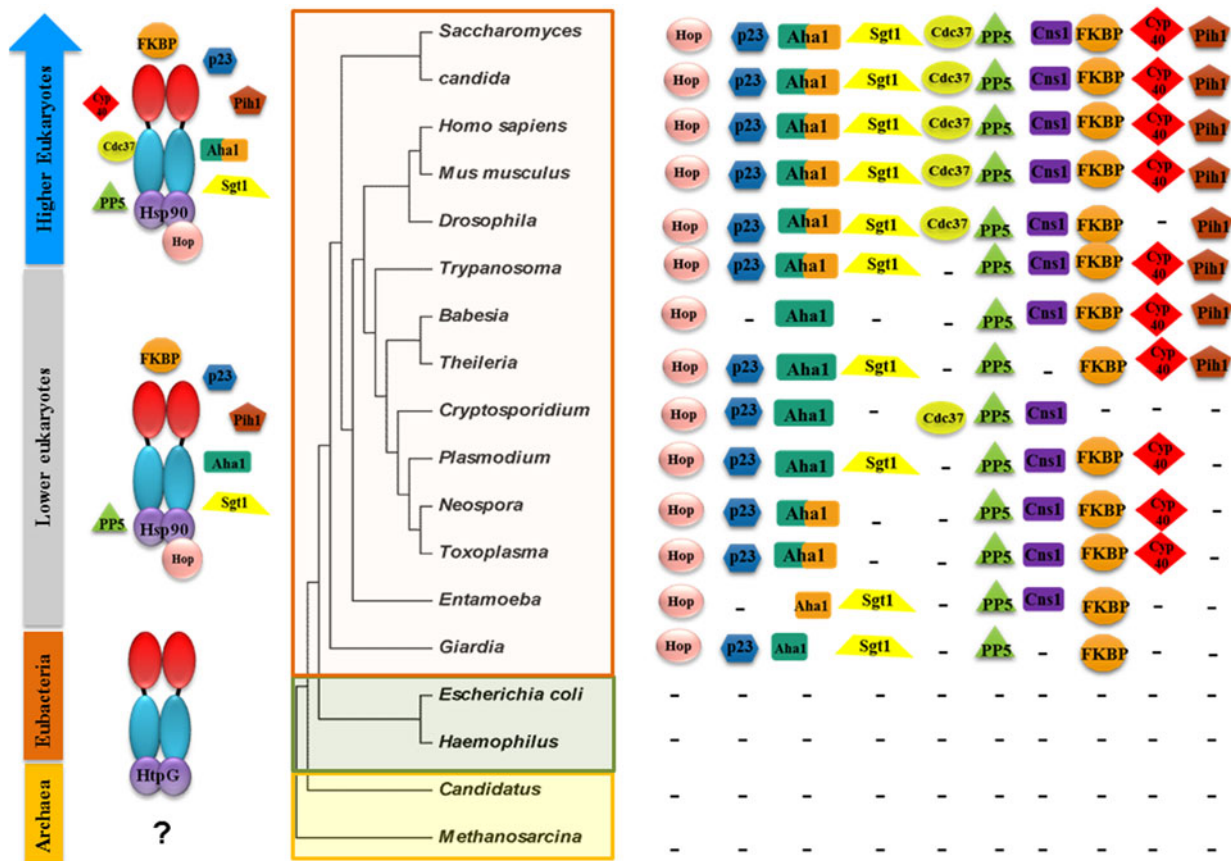 Higher Eukaryotes
Lower eukaryotes
Eubacteria
Archaea
FKBP
p23
Cyp
40
Pih1
Cdc37
Aha1
PP5
Sgt1
Hsp90
Hop
FKBP
p23
Pih1
Aha1
Sgt1
PP5
Hsp90
Hop
HtpG
?
Saccharomyces Hop p23 Aha1 Sgt1 Cdc37 PP5 Cns1 FKBP Cyp 40 Pih1
candida Hop p23 Aha1 Sgt1 Cdc37 PP5 Cns1 FKBP Cyp 40 Pih1
Homo sapiens Hop p23 Aha1 Sgt1 Cdc37 PP5 Cns1 FKBP Cyp 40 Pih1
Mus musculus Hop p23 Aha1 Sgt1 Cdc37 PP5 Cns1 FKBP Cyp 40 Pih1
Drosophila Hop p23 Aha1 Sgt1 Cdc37 PP5 Cns1 FKBP - Pih1
Trypanosoma Hop p23 Aha1 Sgt1 - PP5 Cns1 FKBP Cyp 40 Pih1
Babesia Hop - Aha1 - - PP5 Cns1 FKBP Cyp 40 Pih1
Theileria Hop p23 Aha1 Sgt1 - PP5 - FKBP Cyp 40 Pih1
Cryptosporidium Hop p23 Aha1 - Cdc37 PP5 Cns1 - - -
Plasmodium Hop p23 Aha1 Sgt1 - PP5 Cns1 FKBP Cyp 40 -
Neospora Hop p23 Aha1 - - PP5 Cns1 FKBP Cyp 40 -
Toxoplasma Hop p23 Aha1 - - PP5 Cns1 FKBP Cyp 40 -
Entamoeba Hop - Aha1 Sgt1 - PP5 Cns1 FKBP - -
Giardia Hop p23 Aha1 Sgt1 - PP5 - FKBP - -
Escherichia coli - - - - - - - - - -
Haemophilus - - - - - - - - - -
Candidatus - - - - - - - - - -
Methanosarcina - - - - - - - - - -